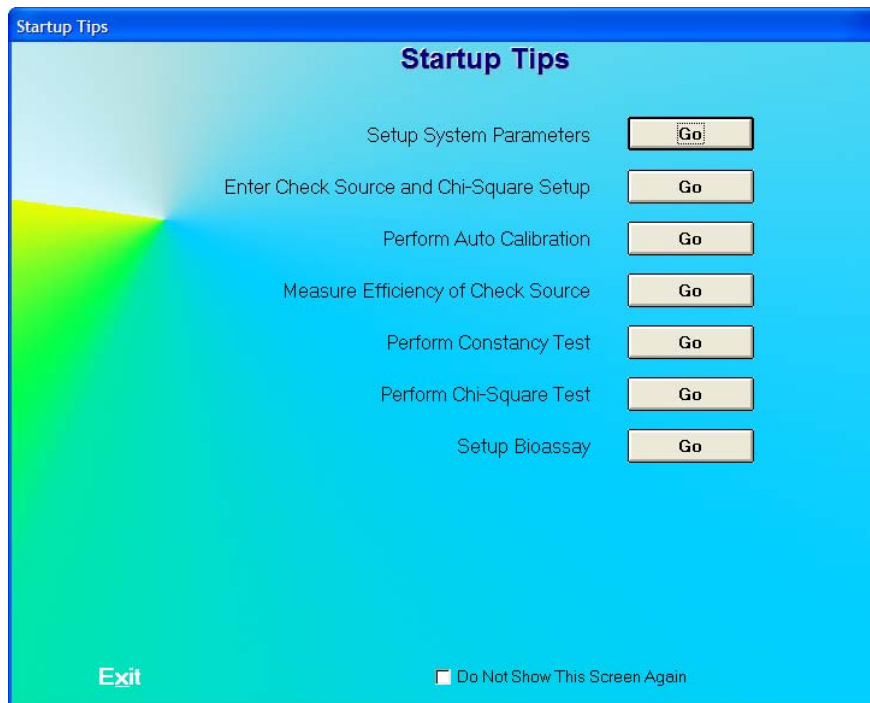 Startup Tips
Startup Tips
Setup System Parameters Go
Enter Check Source and Chi-Square Setup Go
Perform Auto Calibration Go
Measure Efficiency of Check Source Go
Perform Constancy Test Go
Perform Chi-Square Test Go
Setup Bioassay Go
Exit Do Not Show This Screen Again